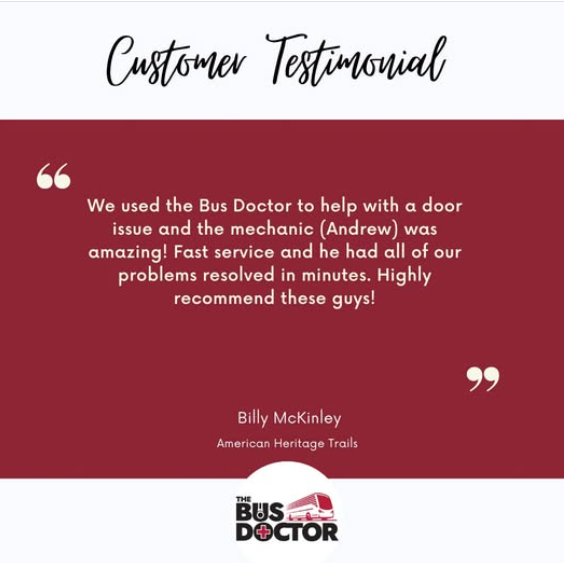 Customer Testimonial
“
We used the Bus Doctor to help with a door
issue and the mechanic (Andrew) was
amazing! Fast service and he had all of our
problems resolved in minutes. Highly
recommend these guys!
”
Billy McKinley
American Heritage Trails
THE
BUS
DOCTOR